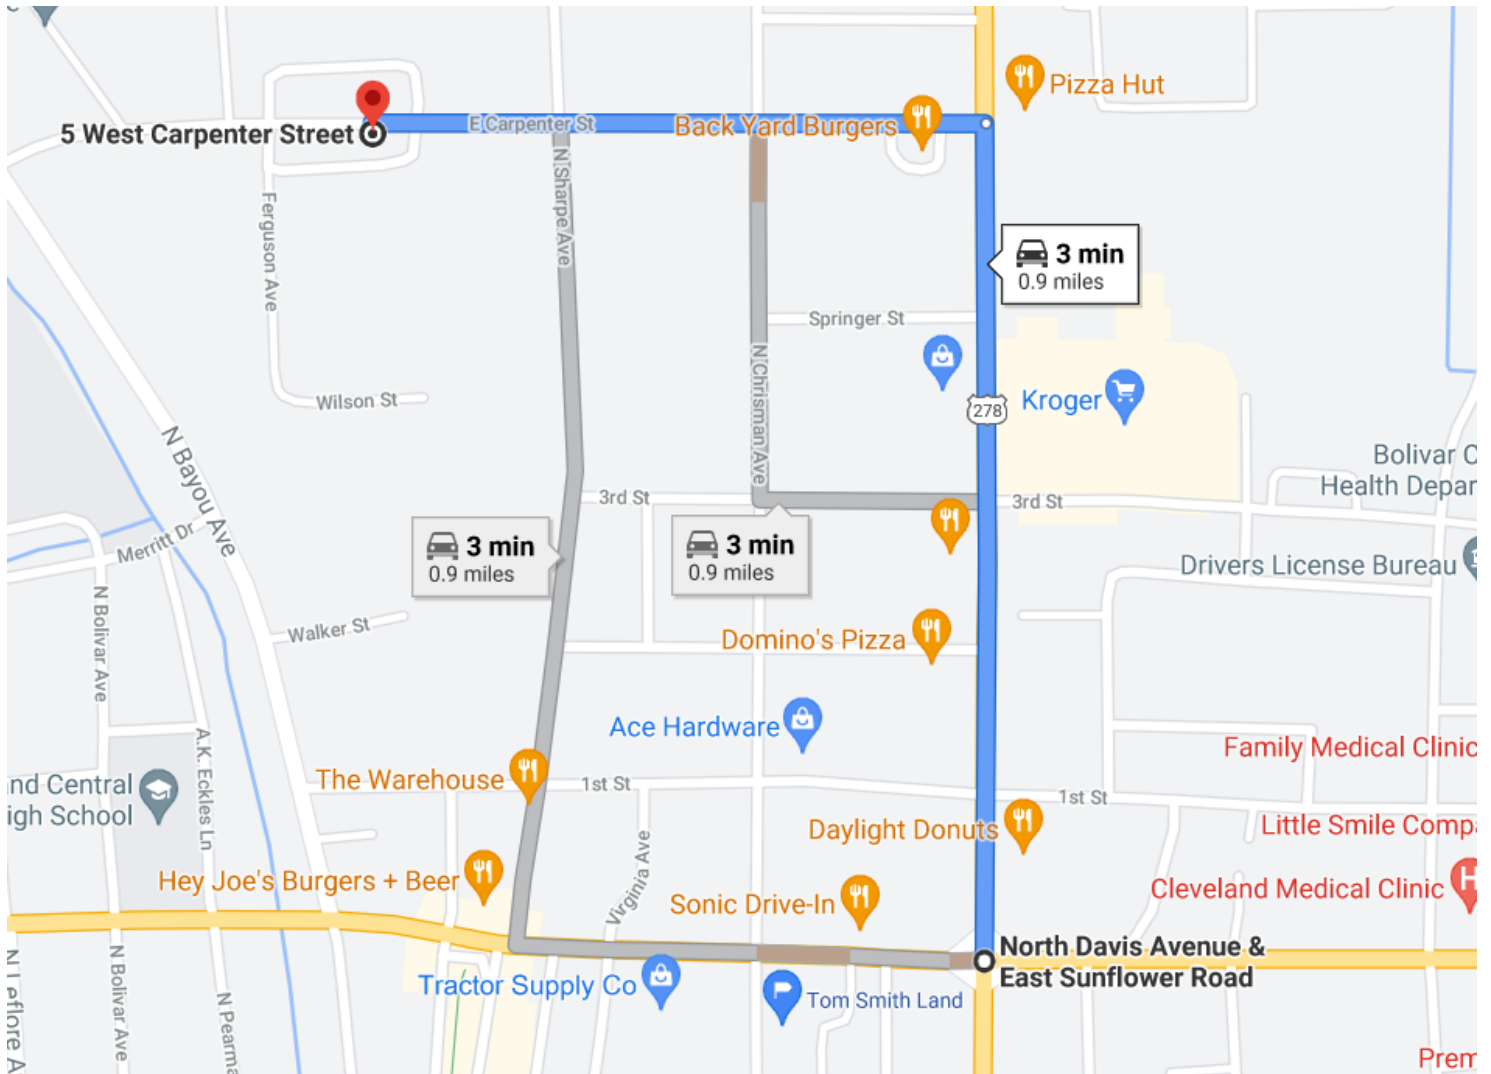 Pizza Hut
E Carpenter St
Back Yard Burgers
5 West Carpenter Street
N Sharpe Ave
Ferguson Ave
3 min
0.9 miles
Springer St
N Chrisman Ave
Kroger
278
Wilson St
N Bayou Ave
Bolivar C
Health Depar
3rd St
3rd St
Merritt Dr
3 min
0.9 miles
3 min
0.9 miles
Drivers License Bureau
N Bolivar Ave
Walker St
Domino's Pizza
Ace Hardware
Family Medical Clinic
A.K. Eckles Ln
The Warehouse
1st St
nd Central
igh School
1st St
Daylight Donuts
Little Smile Comp
Virginia Ave
Hey Joe's Burgers + Beer
Cleveland Medical Clinic
H
Sonic Drive-In
North Davis Avenue &
East Sunflower Road
N Leflore A
N Bolivar Ave
N Pearm
Tractor Supply Co
Tom Smith Land
Prem